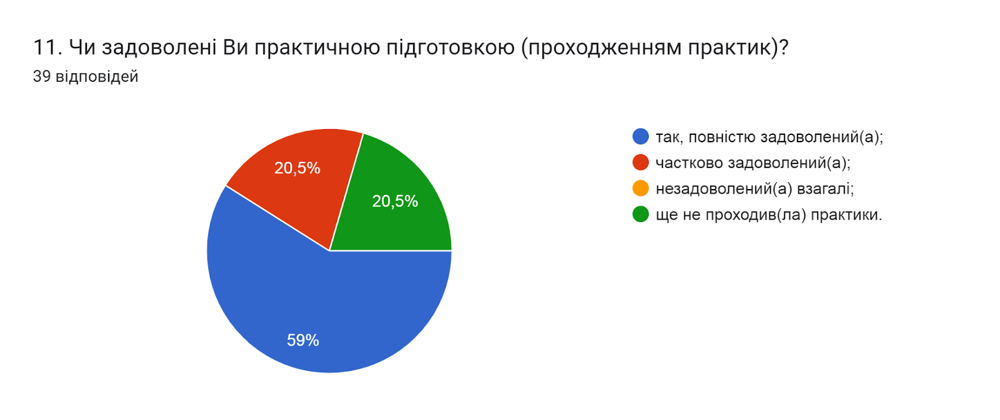 11. Чи задоволені Ви практичною підготовкою (проходженням практик)?
39 відповідей
20,5%
20,5%
59%
так, повністю задоволений(а);
частково задоволений(а);
незадоволений(а) взагалі;
ще не проходив(ла) практики.